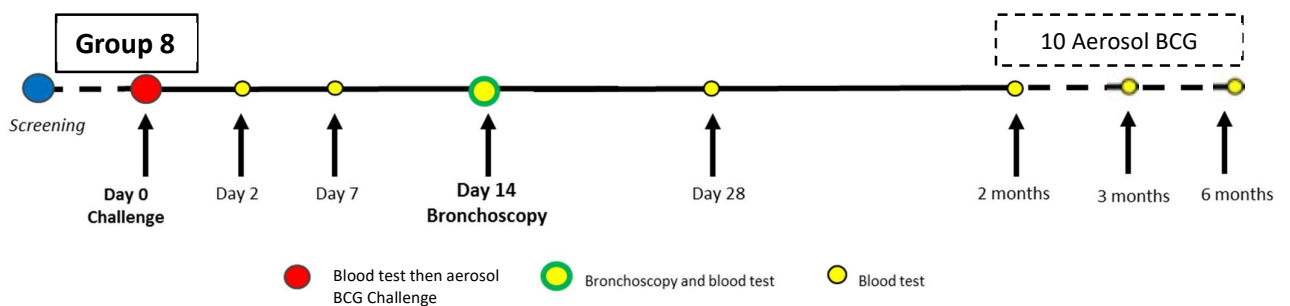 Group 8
10 Aerosol BCG
Screening
Day 0
Challenge
Day 2
Day 7
Day 14
Bronchoscopy
Day 28
2 months
3 months
6 months
Blood test then aerosol
BCG Challenge
Bronchoscopy and blood test
Blood test